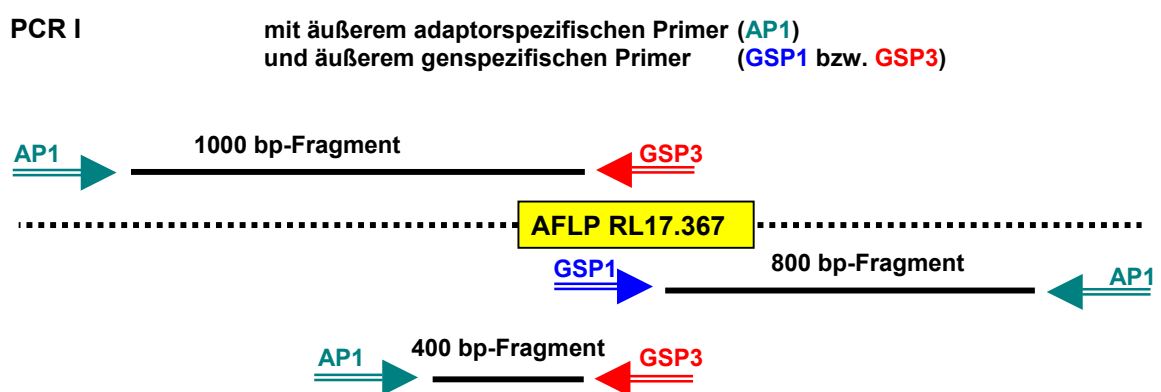 PCR I mit äußerem adaptorspezifischen Primer (AP1)
und äußerem genspezifischen Primer (GSP1 bzw. GSP3)
AP1 1000 bp-Fragment GSP3
AFLP RL17.367
GSP1 800 bp-Fragment AP1
AP1 400 bp-Fragment GSP3